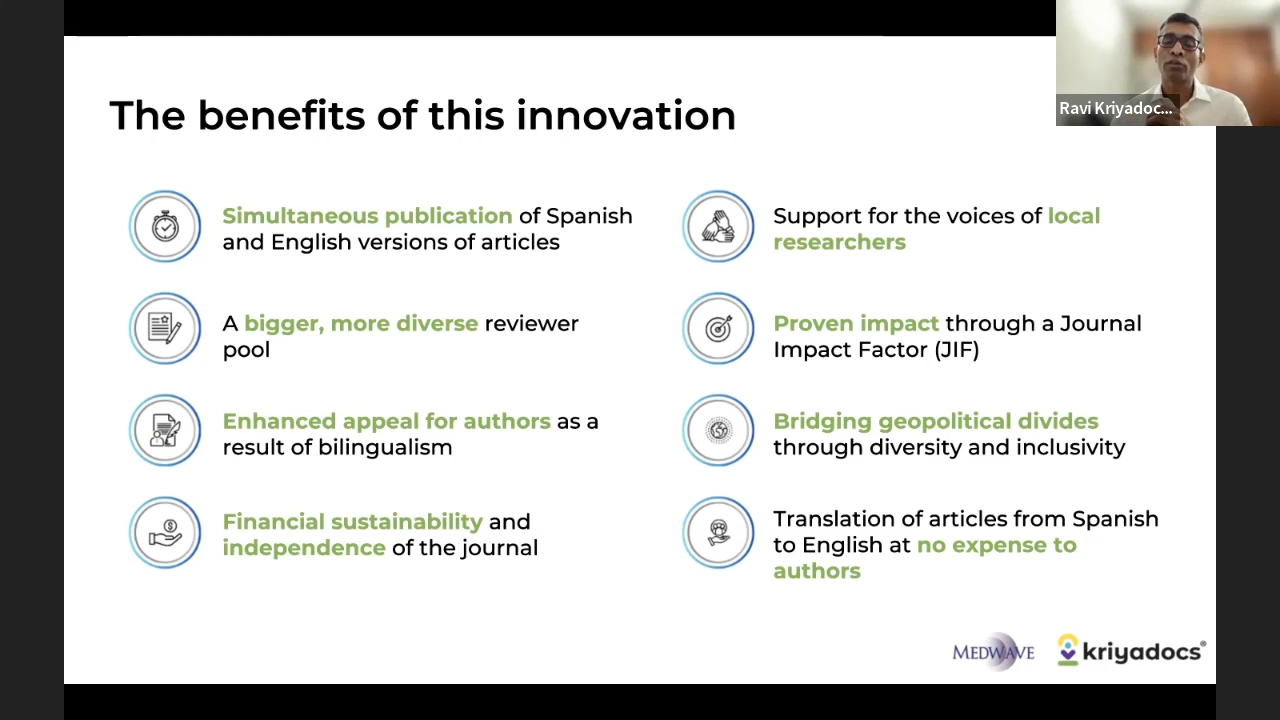 Ravi Kriyadoc...
The benefits of this innovation
Simultaneous publication of Spanish
and English versions of articles
A bigger, more diverse reviewer
pool
Enhanced appeal for authors as a
result of bilingualism
Financial sustainability and
independence of the journal
Support for the voices of local
researchers
Proven impact through a Journal
Impact Factor (JIF)
Bridging geopolitical divides
through diversity and inclusivity
Translation of articles from Spanish
to English at no expense to
authors
MEDWAVE
kriyadocs®